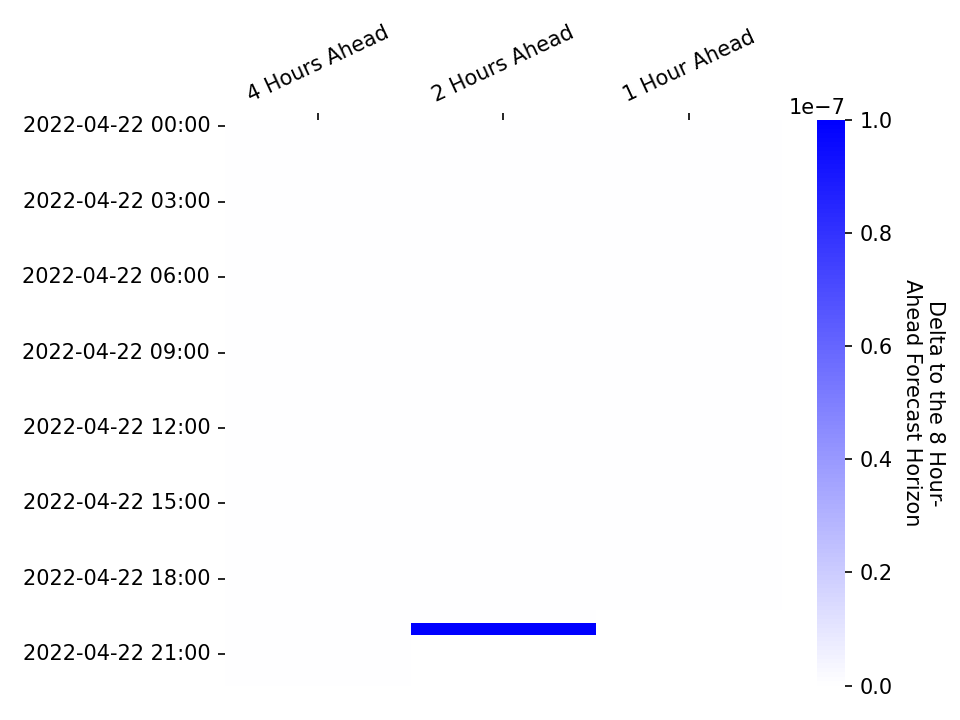 4 Hours Ahead
2 Hours Ahead
1 Hour Ahead
1e−7
2022-04-22 00:00
2022-04-22 03:00
2022-04-22 06:00
2022-04-22 09:00
2022-04-22 12:00
2022-04-22 15:00
2022-04-22 18:00
2022-04-22 21:00
1.0
0.8
0.6
0.4
0.2
0.0
Delta to the 8 Hour-
Ahead Forecast Horizon